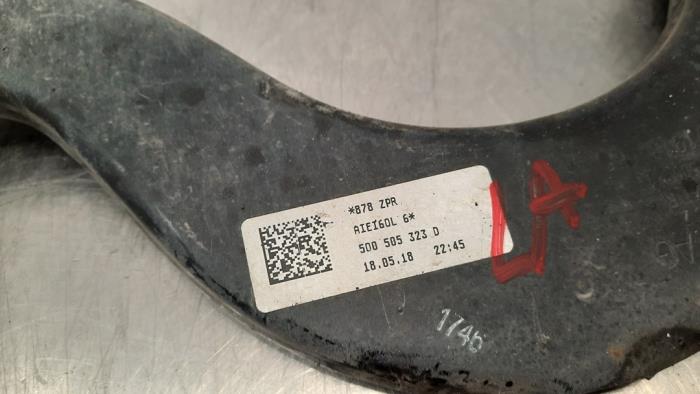 *878 ZPR
AIEI60L 6*
5Q0 505 323 D
18.05.18 22:45
LA
1746